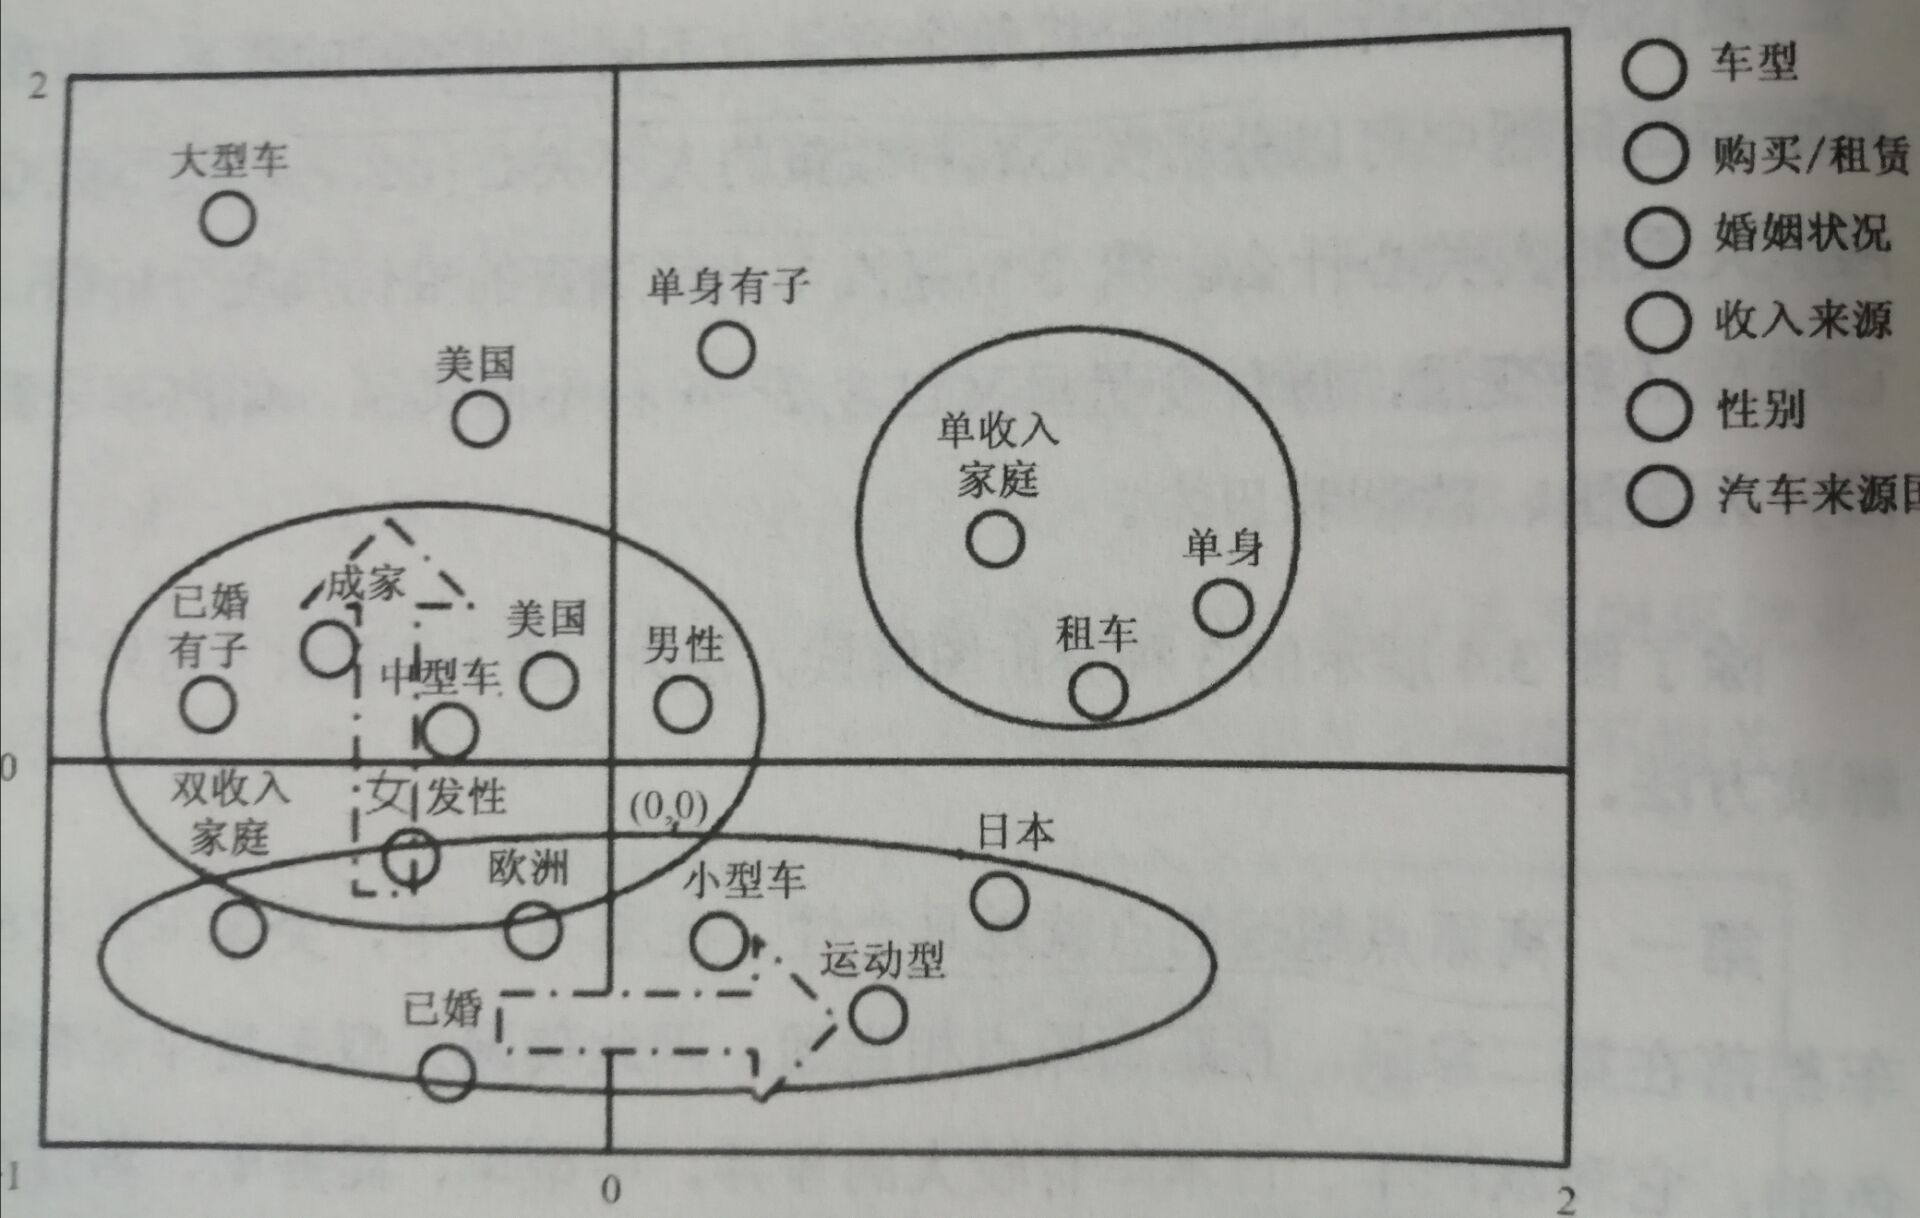 2
大型车
单身有子
美国
单收入
家庭
单身
租车
成家
已婚
有子
美国
男性
中型车
0
双收入
家庭
女
发性
(0,0)
日本
欧洲
小型车
运动型
已婚
-1
0
2
车型
购买/租赁
婚姻状况
收入来源
性别
汽车来源国